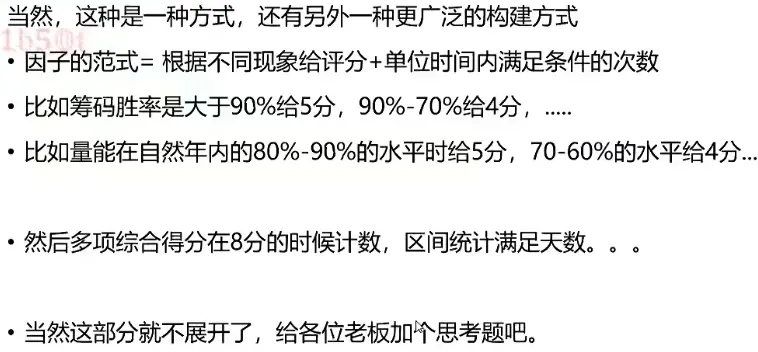 当然，这种是一种方式，还有另外一种更广泛的构建方式
• 因子的范式= 根据不同现象给评分+单位时间内满足条件的次数
• 比如筹码胜率是大于90%给5分，90%-70%给4分，.....
• 比如量能在自然年内的80%-90%的水平时给5分，70-60%的水平给4分...
• 然后多项综合得分在8分的时候计数，区间统计满足天数。。。
• 当然这部分就不展开了，给各位老板加个思考题吧。